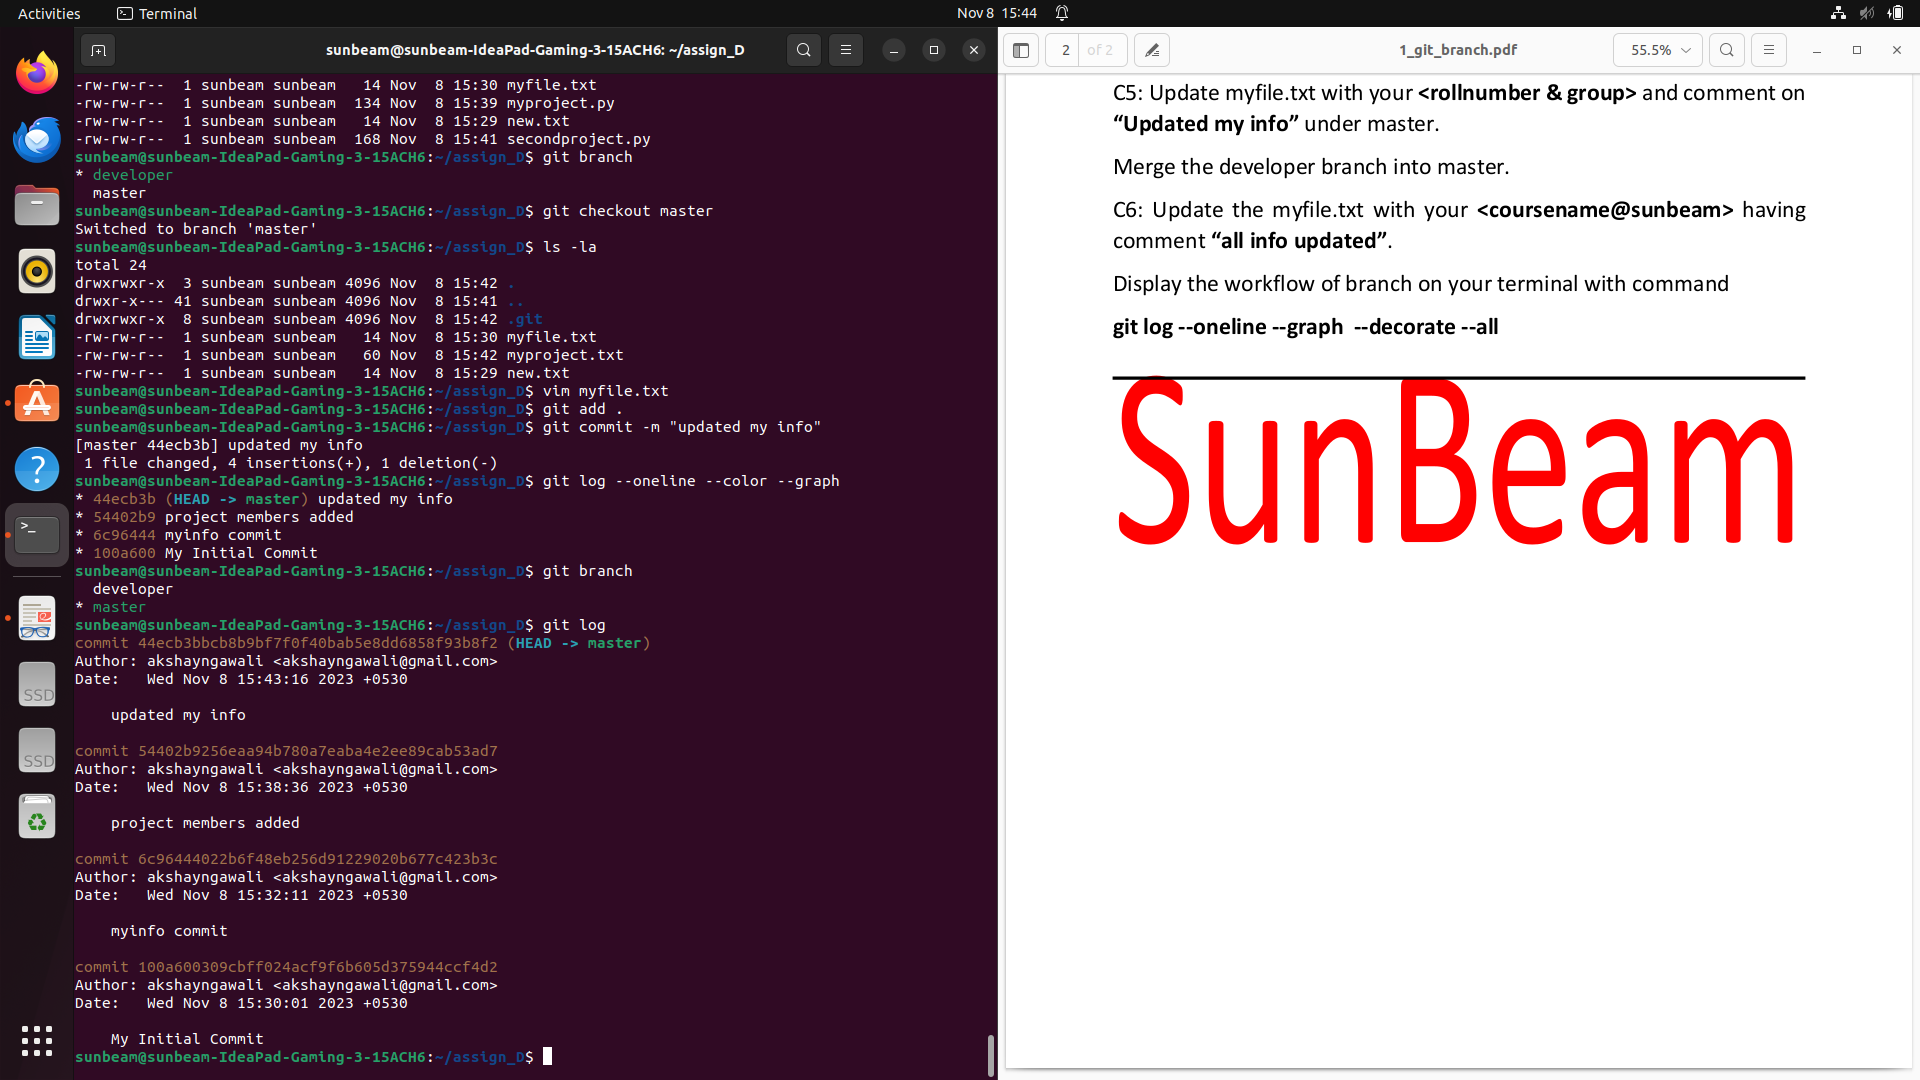 Activities
Terminal
Nov 8 15:44
sunbeam@sunbeam-IdeaPad-Gaming-3-15ACH6: ~/assign_D
-rw-rw-r--  1 sunbeam sunbeam   14 Nov  8 15:30 myfile.txt
-rw-rw-r--  1 sunbeam sunbeam  134 Nov  8 15:39 myproject.py
-rw-rw-r--  1 sunbeam sunbeam   14 Nov  8 15:29 new.txt
-rw-rw-r--  1 sunbeam sunbeam  168 Nov  8 15:41 secondproject.py
sunbeam@sunbeam-IdeaPad-Gaming-3-15ACH6:~/assign_D$ git branch
* developer
  master
sunbeam@sunbeam-IdeaPad-Gaming-3-15ACH6:~/assign_D$ git checkout master
Switched to branch 'master'
sunbeam@sunbeam-IdeaPad-Gaming-3-15ACH6:~/assign_D$ ls -la
total 24
drwxrwxr-x  3 sunbeam sunbeam 4096 Nov  8 15:42 .
drwxr-x--- 41 sunbeam sunbeam 4096 Nov  8 15:41 ..
drwxrwxr-x  8 sunbeam sunbeam 4096 Nov  8 15:42 .git
-rw-rw-r--  1 sunbeam sunbeam   14 Nov  8 15:30 myfile.txt
-rw-rw-r--  1 sunbeam sunbeam   60 Nov  8 15:42 myproject.txt
-rw-rw-r--  1 sunbeam sunbeam   14 Nov  8 15:29 new.txt
sunbeam@sunbeam-IdeaPad-Gaming-3-15ACH6:~/assign_D$ vim myfile.txt
sunbeam@sunbeam-IdeaPad-Gaming-3-15ACH6:~/assign_D$ git add .
sunbeam@sunbeam-IdeaPad-Gaming-3-15ACH6:~/assign_D$ git commit -m "updated my info"
[master 44ecb3b] updated my info
 1 file changed, 4 insertions(+), 1 deletion(-)
sunbeam@sunbeam-IdeaPad-Gaming-3-15ACH6:~/assign_D$ git log --oneline --color --graph
* 44ecb3b (HEAD -> master) updated my info
* 54402b9 project members added
* 6c96444 myinfo commit
* 100a600 My Initial Commit
sunbeam@sunbeam-IdeaPad-Gaming-3-15ACH6:~/assign_D$ git branch
  developer
* master
sunbeam@sunbeam-IdeaPad-Gaming-3-15ACH6:~/assign_D$ git log
commit 44ecb3bbcb8b9bf7f0f40bab5e8dd6858f93b8f2 (HEAD -> master)
Author: akshayngawali <akshayngawali@gmail.com>
Date:   Wed Nov 8 15:43:16 2023 +0530
    updated my info
commit 54402b9256eaa94b780a7eaba4e2ee89cab53ad7
Author: akshayngawali <akshayngawali@gmail.com>
Date:   Wed Nov 8 15:38:36 2023 +0530
    project members added
commit 6c96444022b6f48eb256d91229020b677c423b3c
Author: akshayngawali <akshayngawali@gmail.com>
Date:   Wed Nov 8 15:32:11 2023 +0530
    myinfo commit
commit 100a600309cbff024acf9f6b605d375944ccf4d2
Author: akshayngawali <akshayngawali@gmail.com>
Date:   Wed Nov 8 15:30:01 2023 +0530
    My Initial Commit
sunbeam@sunbeam-IdeaPad-Gaming-3-15ACH6:~/assign_D$
SSD
SSD
2 of 2
1_git_branch.pdf
55.5%
C5: Update myfile.txt with your <rollnumber & group> and comment on
“Updated my info” under master.
Merge the developer branch into master.
C6: Update the myfile.txt with your <coursename@sunbeam> having
comment “all info updated”.
Display the workflow of branch on your terminal with command
git log --oneline --graph  --decorate --all
SunBeam